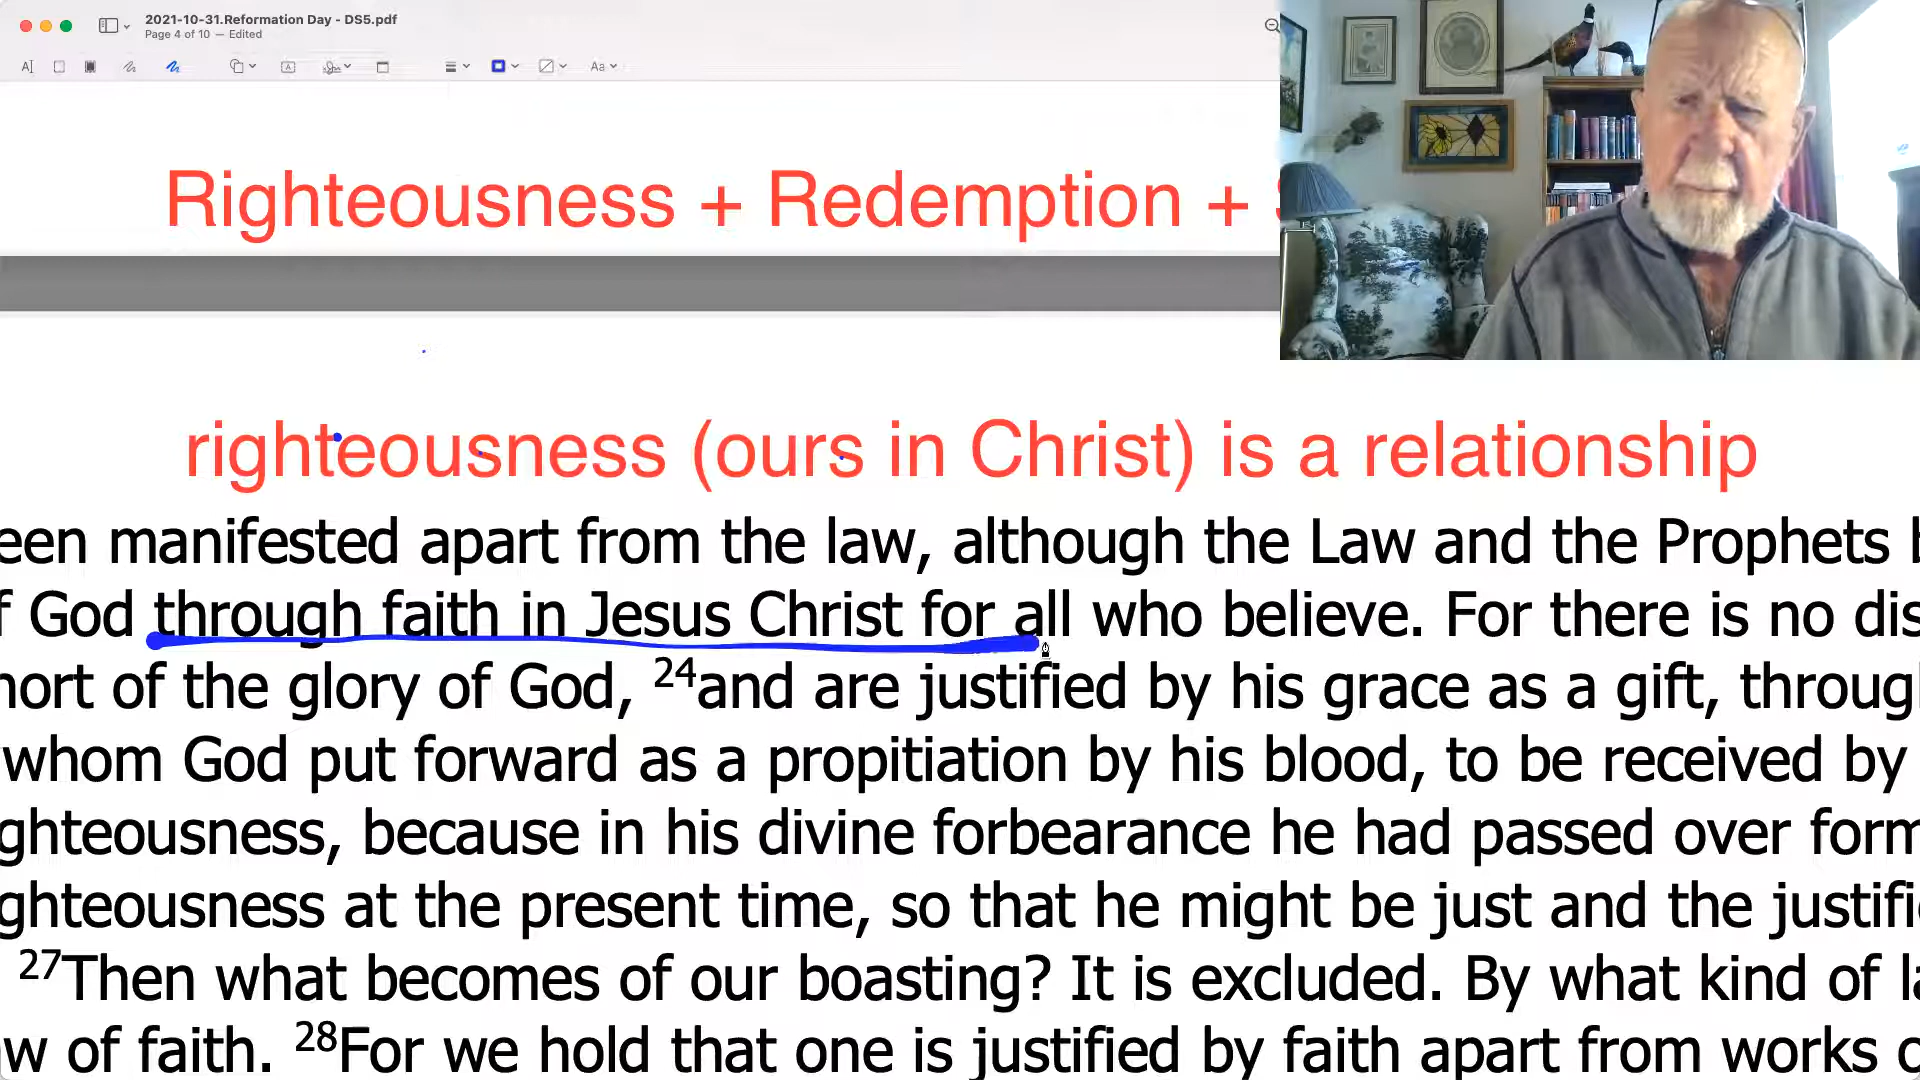 2021-10-31.Reformation Day - DS5.pdf
Page 4 of 10 — Edited
Righteousness + Redemption +
righteousness (ours in Christ) is a relationship
een manifested apart from the law, although the Law and the Prophets
f God through faith in Jesus Christ for all who believe. For there is no dis
hort of the glory of God, 24and are justified by his grace as a gift, throug
whom God put forward as a propitiation by his blood, to be received by
ghteousness, because in his divine forbearance he had passed over form
ghteousness at the present time, so that he might be just and the justifi
27Then what becomes of our boasting? It is excluded. By what kind of la
w of faith. 28For we hold that one is justified by faith apart from works o